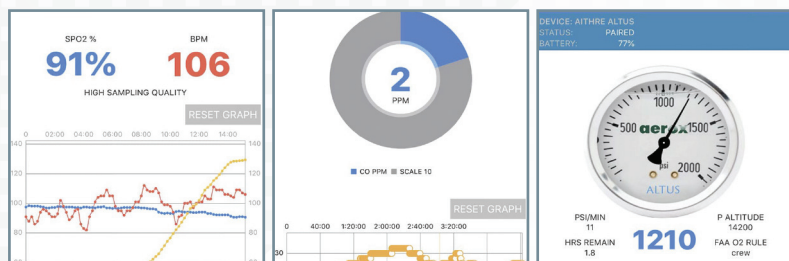 SPO2 %
BPM
91%
106
HIGH SAMPLING QUALITY
RESET GRAPH
0 02:00 04:00 06:00 08:00 10:00 12:00 14:00
140 140
120 120
100 100
80 80
60 60
2
PPM
CO PPM SCALE 10
RESET GRAPH
0 40:00 1:20:00 2:00:00 2:40:00 3:20:00
30
DEVICE: AITHRE ALTUS
STATUS: PAIRED
BATTERY: 77%
1000
500 aerox 1500
psi 2000
ALTUS
PSI/MIN
11
HRS REMAIN
1.8
1210
P ALTITUDE
14200
FAA O2 RULE
crew